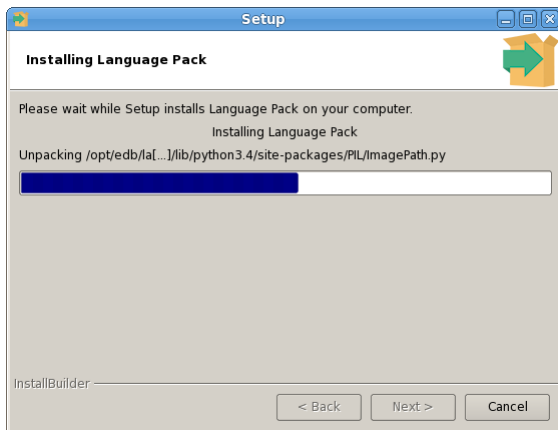 Setup
Installing Language Pack
Please wait while Setup installs Language Pack on your computer.
Installing Language Pack
Unpacking /opt/edb/la[...]/lib/python3.4/site-packages/PIL/ImagePath.py
InstallBuilder
< Back Next > Cancel